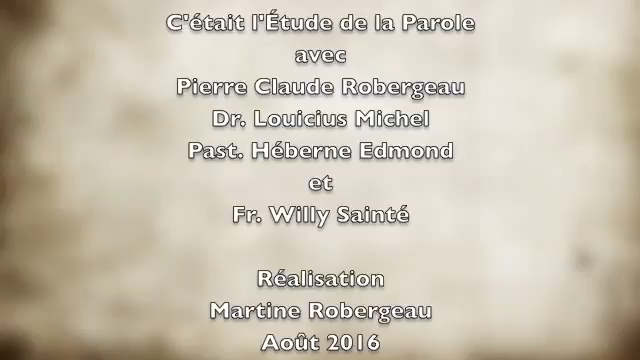 C'était l'Étude de la Parole
avec
Pierre Claude Robergeau
Dr. Louicius Michel
Past. Héberne Edmond
et
Fr. Willy Sainté
Réalisation
Martine Robergeau
Août 2016